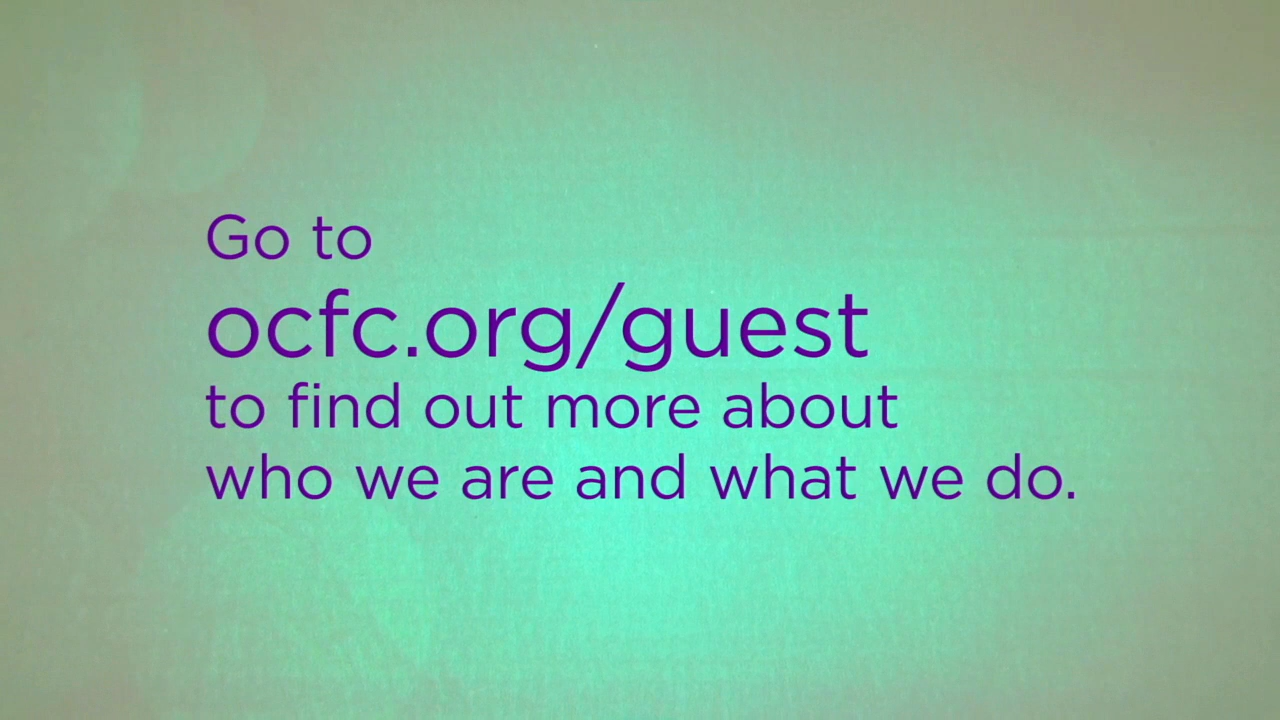 Go to
ocfc.org/guest
to find out more about
who we are and what we do.